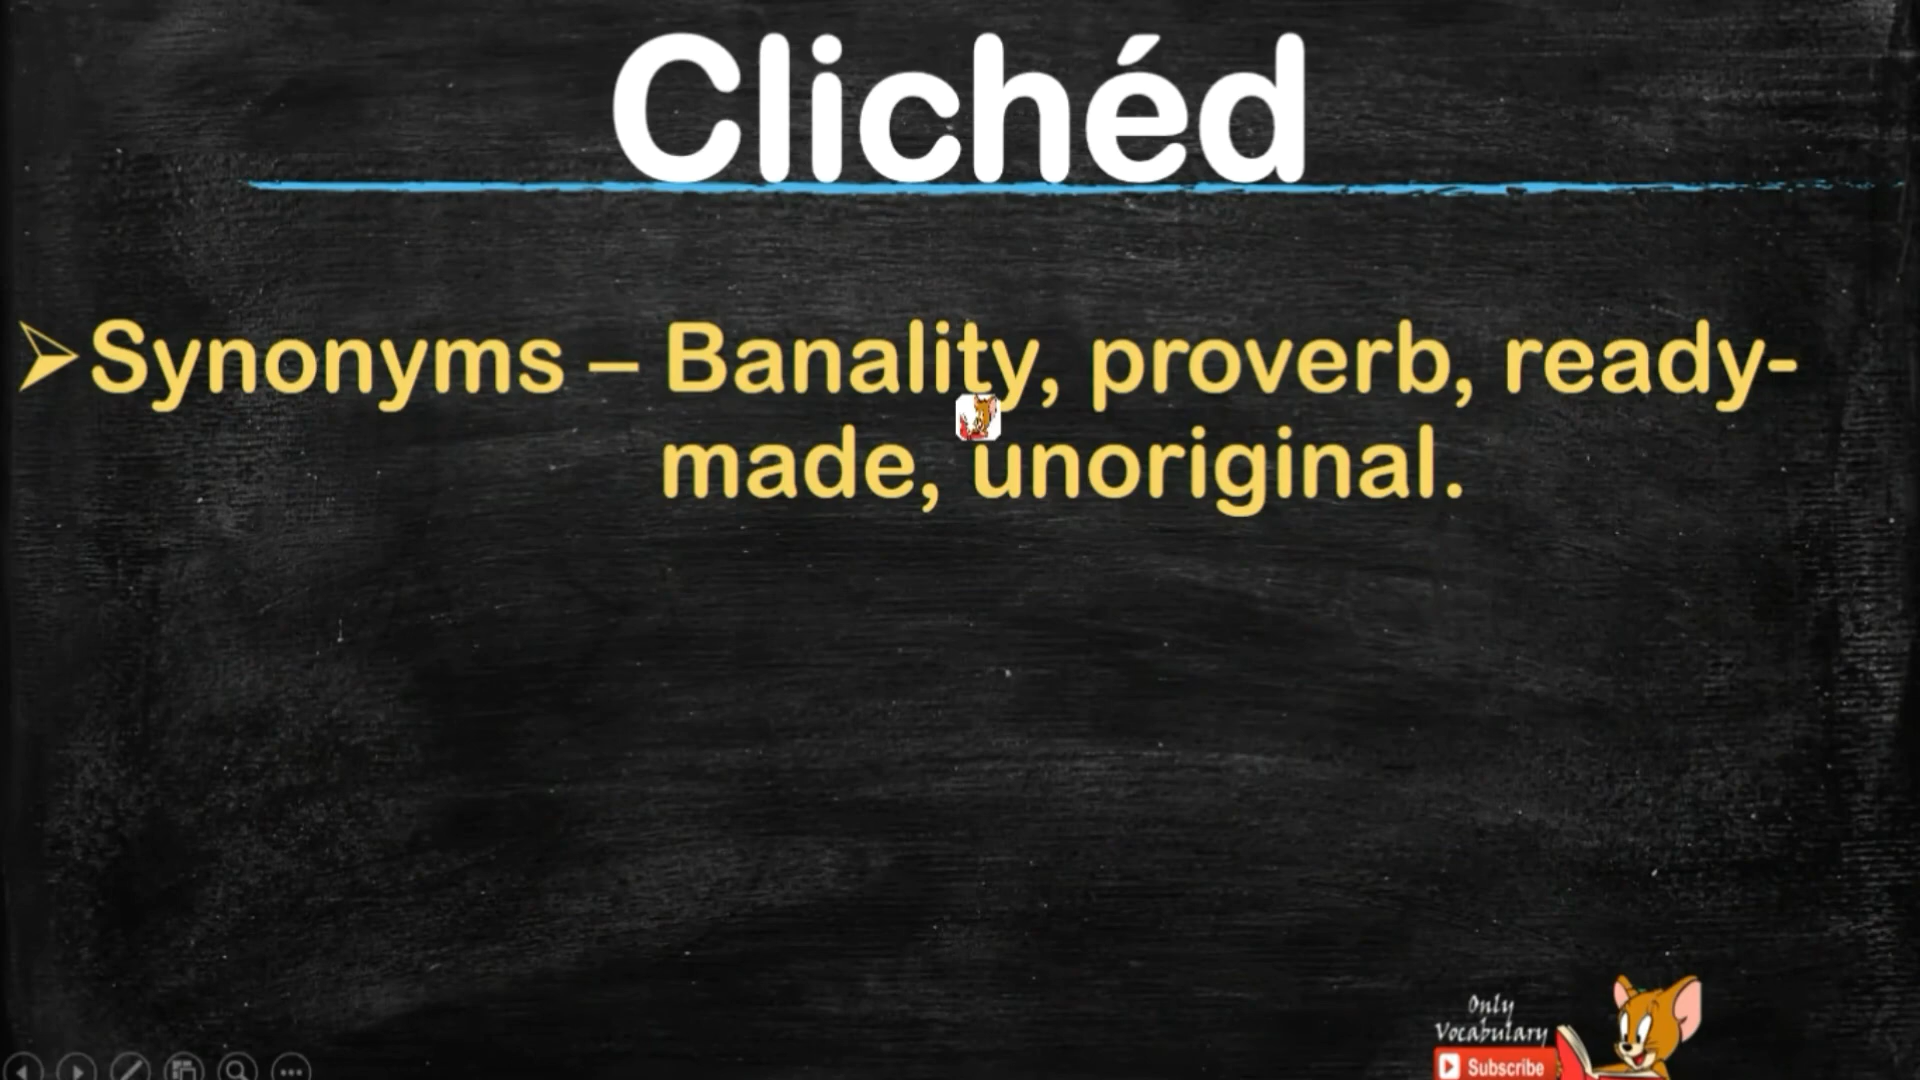 Clichéd
➢Synonyms – Banality, proverb, ready-
made, unoriginal.
Only
Vocabulary
Subscribe